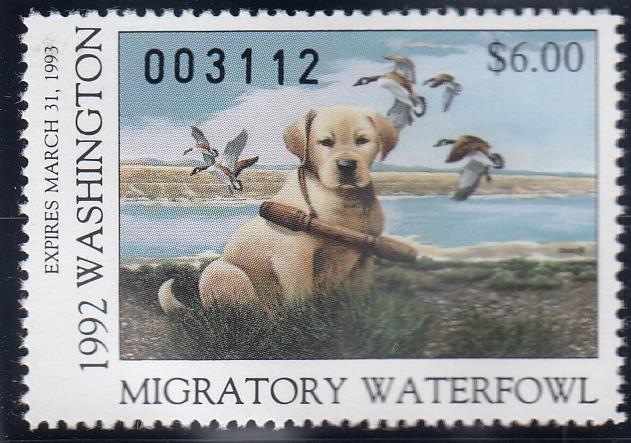 EXPIRES MARCH 31, 1993
1992 WASHINGTON
003112
$6.00
MIGRATORY WATERFOWL